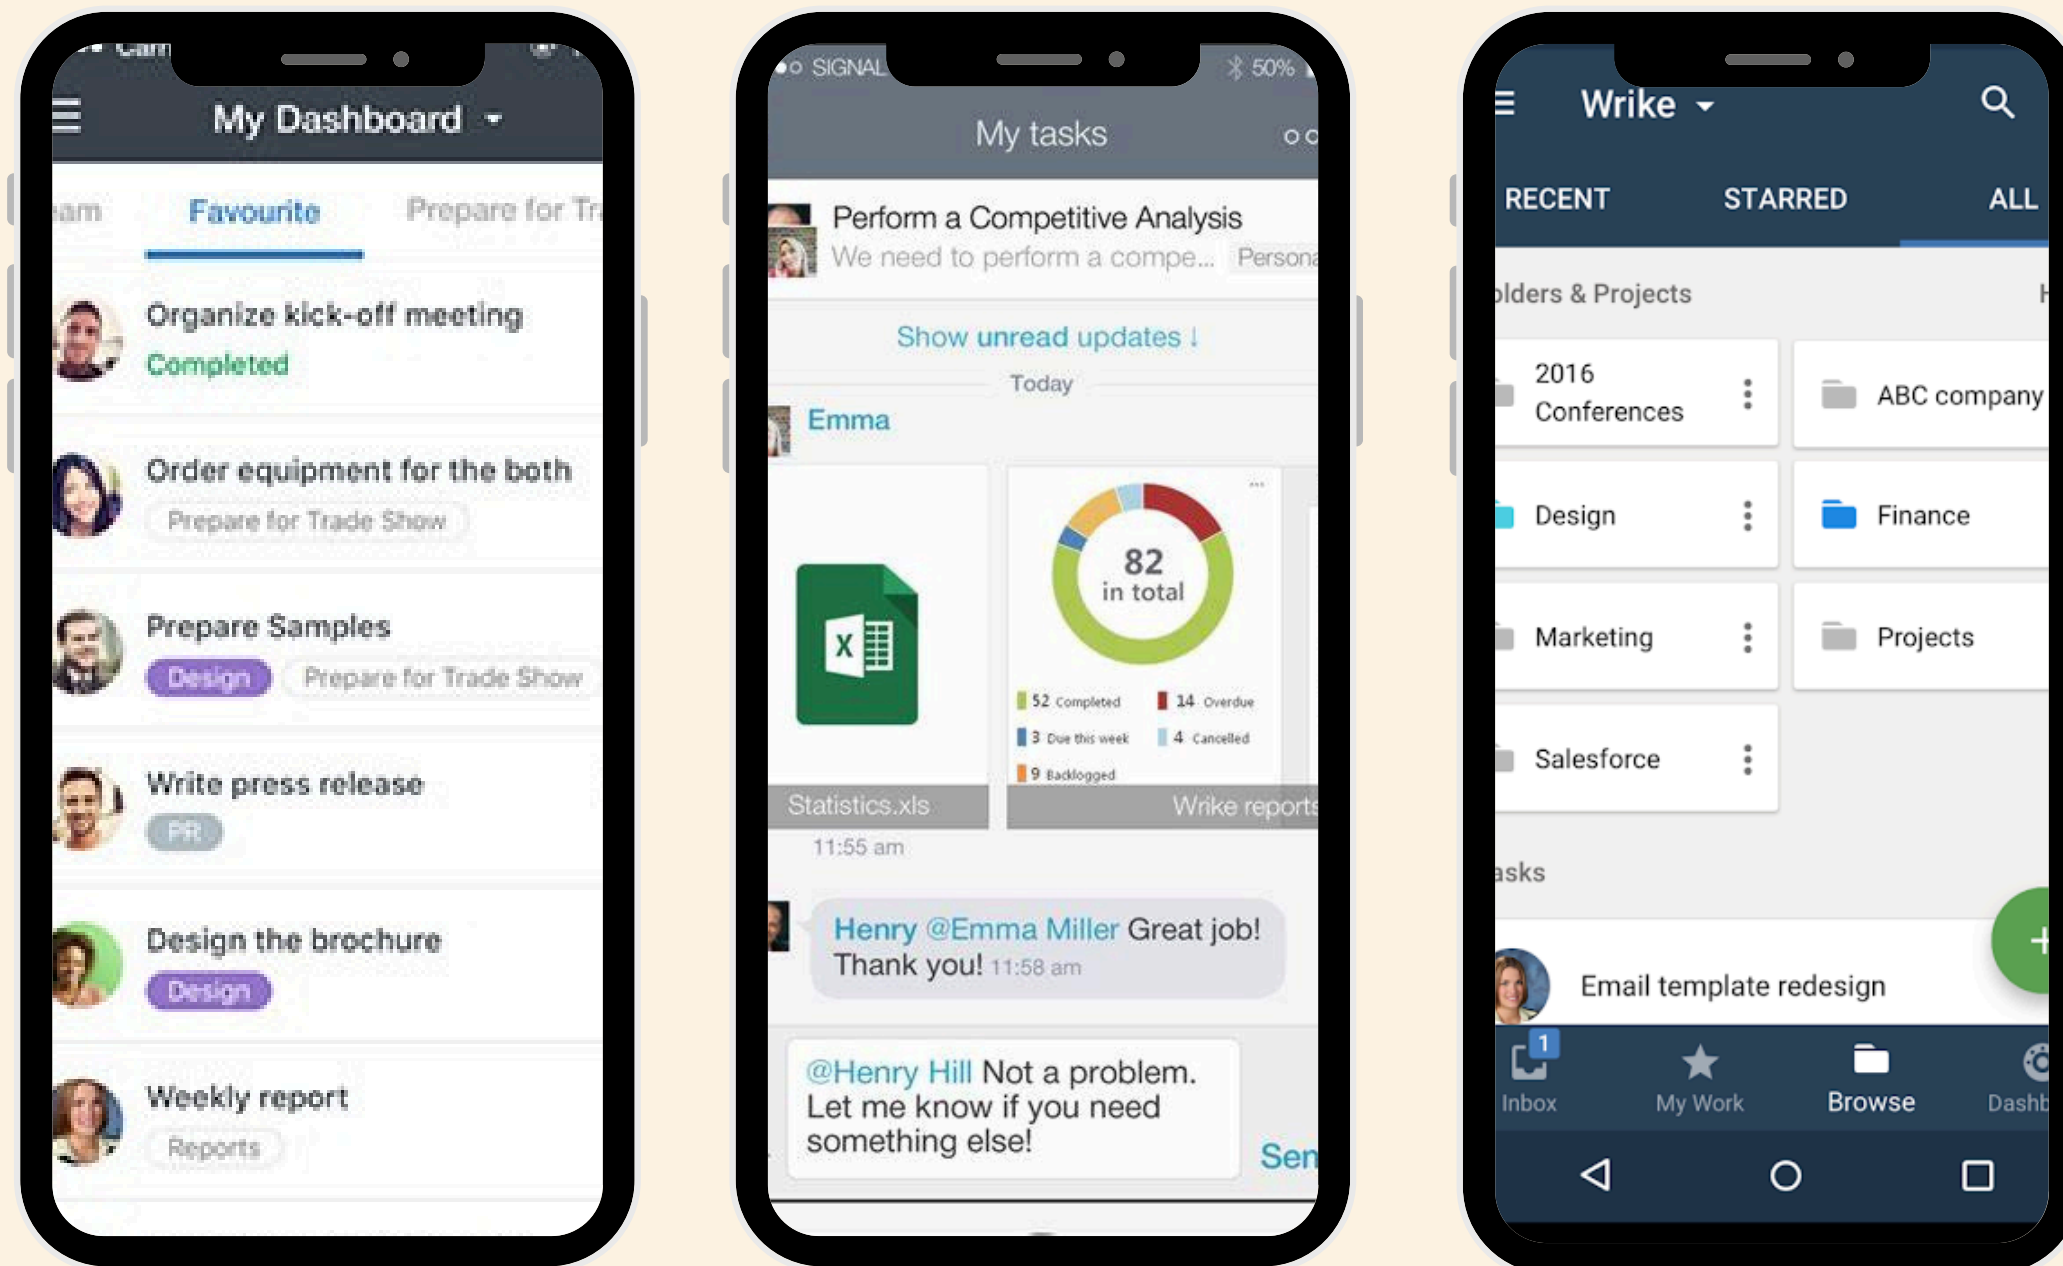 My Dashboard
Favourite
Prepare for
Organize kick-off meeting
Completed
Order equipment for the both
Prepare for Trade Show
Prepare Samples
Design
Prepare for Trade Show
Write press release
PR
Design the brochure
Design
Weekly report
Reports
SIGNAL
50%
My tasks
Perform a Competitive Analysis
We need to perform a compe...
Show unread updates ↓
Today
Emma
X
82
in total
52 Completed
14 Overdue
3 Due this week
4 Cancelled
9 Backlogged
Statistics.xls
Wrike reports
11:55 am
Henry @Emma Miller Great job!
Thank you! 11:58 am
@Henry Hill Not a problem.
Let me know if you need
something else!
Wrike
RECENT
STARRED
ALL
& Projects
2016
Conferences
ABC company
Design
Finance
Marketing
Projects
Salesforce
Email template redesign
1
Inbox
My Work
Browse